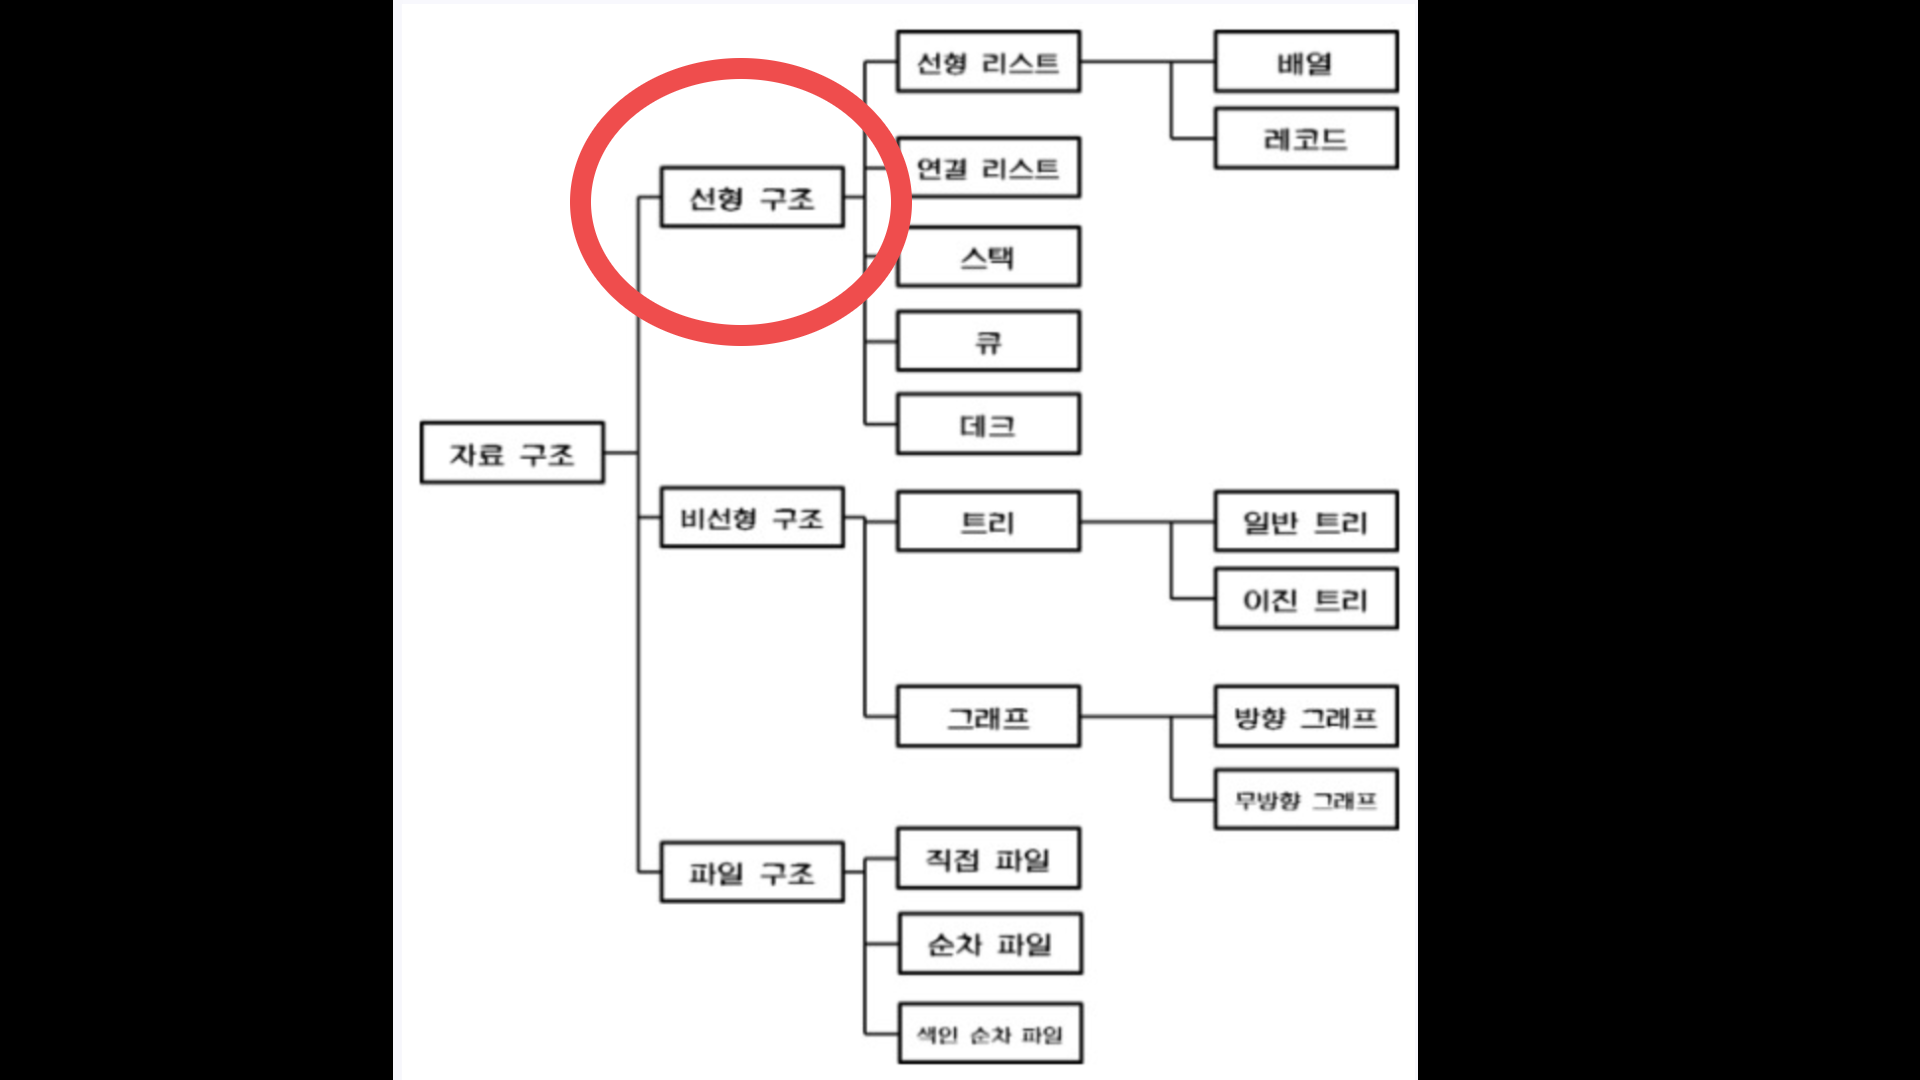 선형 리스트
배열
레코드
연결 리스트
선형 구조
스택
큐
데크
자료 구조
비선형 구조
트리
일반 트리
이진 트리
그래프
방향 그래프
무방향 그래프
파일 구조
직접 파일
순차 파일
색인 순차 파일